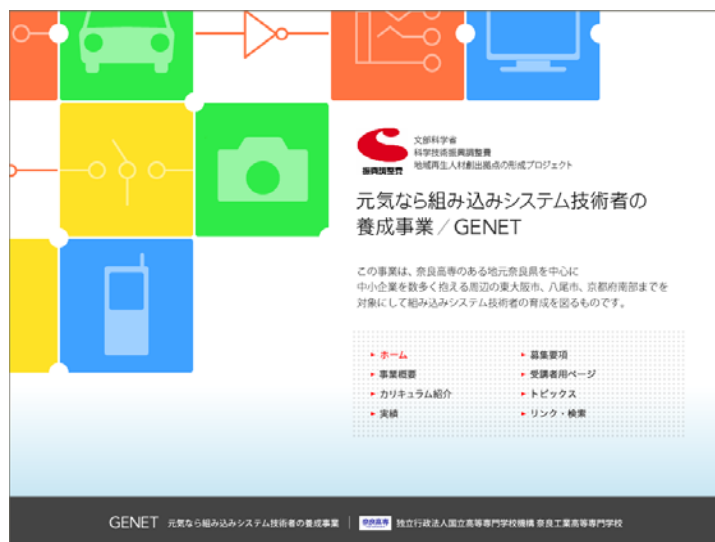 文部科学省
科学技術振興調整費
地域再生人材創出拠点の形成プロジェクト
振興調整費
元気なら組み込みシステム技術者の
養成事業／GENET
この事業は、奈良高専のある地元奈良県を中心に
中小企業を数多く抱える周辺の東大阪市、八尾市、京都府南部までを
対象にして組み込みシステム技術者の育成を図るものです。
ホーム
事業概要
カリキュラム紹介
実績
募集要項
受講者用ページ
トピックス
リンク・検索
GENET 元気なら組み込みシステム技術者の養成事業 | 奈良高専 独立行政法人国立高等専門学校機構 奈良工業高等専門学校